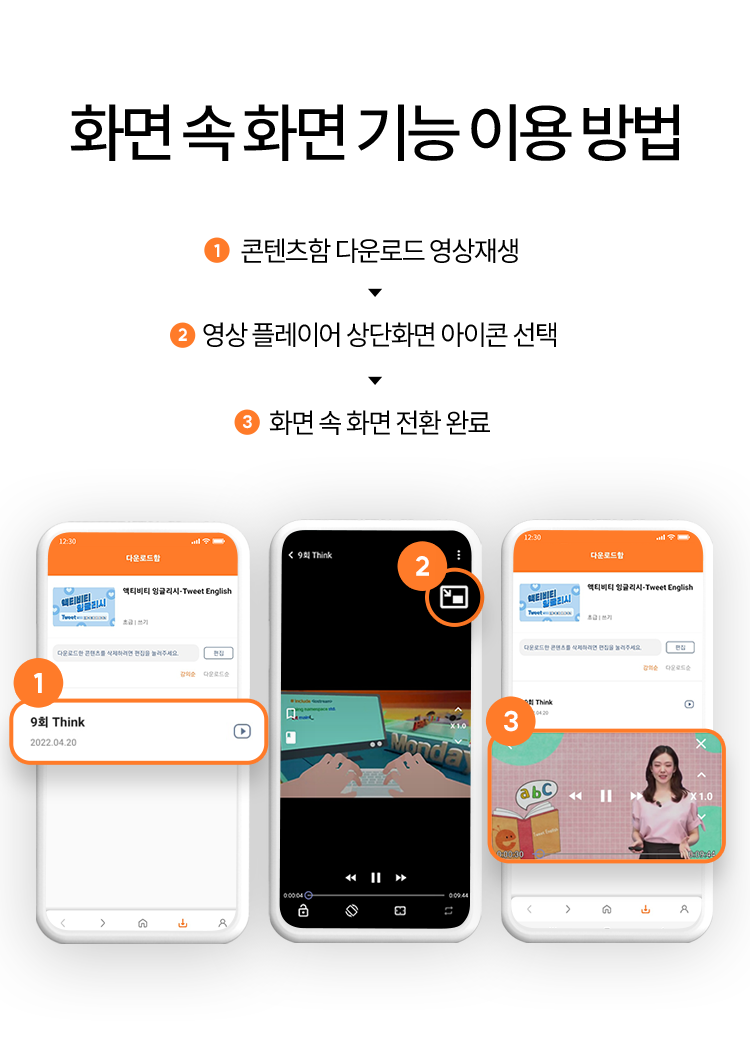 화면 속 화면 기능 이용 방법
1 콘텐츠함 다운로드 영상재생
2 영상 플레이어 상단화면 아이콘 선택
3 화면 속 화면 전환 완료
12:30
다운로드함
액티비티 잉글리시
Tweet
액티비티 잉글리시-Tweet English
초급 | 쓰기
다운로드한 콘텐츠를 삭제하려면 편집을 눌러주세요.
편집
강의순 다운로드순
1
9회 Think
2022.04.20
9회 Think
2
X 1.0
Monday
0:00:04
0:09:44
12:30
다운로드함
액티비티 잉글리시
Tweet
액티비티 잉글리시-Tweet English
초급 | 쓰기
다운로드한 콘텐츠를 삭제하려면 편집을 눌러주세요.
편집
강의순 다운로드순
3
9회 Think
04.20
abC
Tweet English
X 1.0